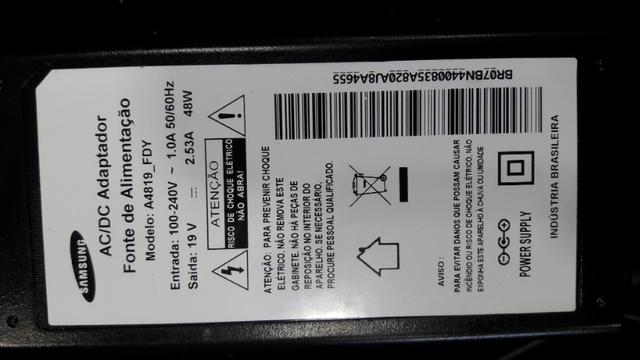 SAMSUNG
AC/DC Adaptador
Fonte de Alimentação
Modelo: A4819_FDY
Entrada: 100-240V ~ 1.0A 50/60Hz
Saída: 19 V ⎓ 2.53A 48W
ATENÇÃO
RISCO DE CHOQUE ELÉTRICO
NÃO ABRA!
ATENÇÃO: PARA PREVENIR CHOQUE
ELÉTRICO, NÃO REMOVA ESTE
GABINETE. NÃO HÁ PEÇAS DE
REPOSIÇÃO NO INTERIOR DO
APARELHO. SE NECESSÁRIO,
PROCURE PESSOAL QUALIFICADO.
BR07BN4400835A820AJ8A4655
AVISO :
PARA EVITAR DANOS QUE POSSAM CAUSAR
INCÊNDIO OU RISCO DE CHOQUE ELÉTRICO, NÃO
EXPONHA ESTE APARELHO A CHUVA OU UMIDADE.
POWER SUPPLY
INDÚSTRIA BRASILEIRA